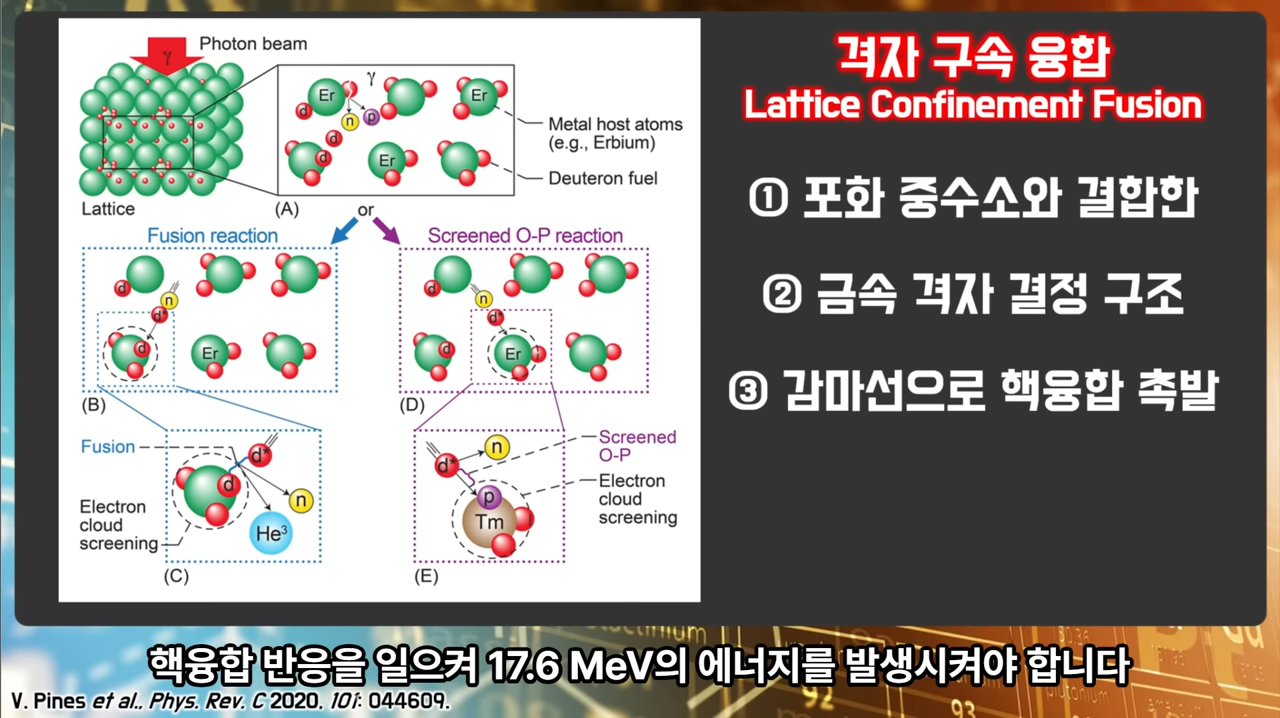 Photon beam
γ
Lattice
γ
Er
Er
d
n
p
d
d
Er
Metal host atoms
(e.g., Erbium)
Deuteron fuel
(A)
or
Fusion reaction
Screened O-P reaction
d
n
d*
d
Er
(B)
d
n
d*
d
Er
(D)
Fusion
d*
d
n
He³
Electron
cloud
screening
(C)
d*
n
p
Tm
Screened
O-P
Electron
cloud
screening
(E)
격자 구속 융합
Lattice Confinement Fusion
① 포화 중수소와 결합한
② 금속 격자 결정 구조
③ 감마선으로 핵융합 촉발
핵융합 반응을 일으켜 17.6 MeV의 에너지를 발생시켜야 합니다
V. Pines et al., Phys. Rev. C 2020, 101: 044609.
92
93